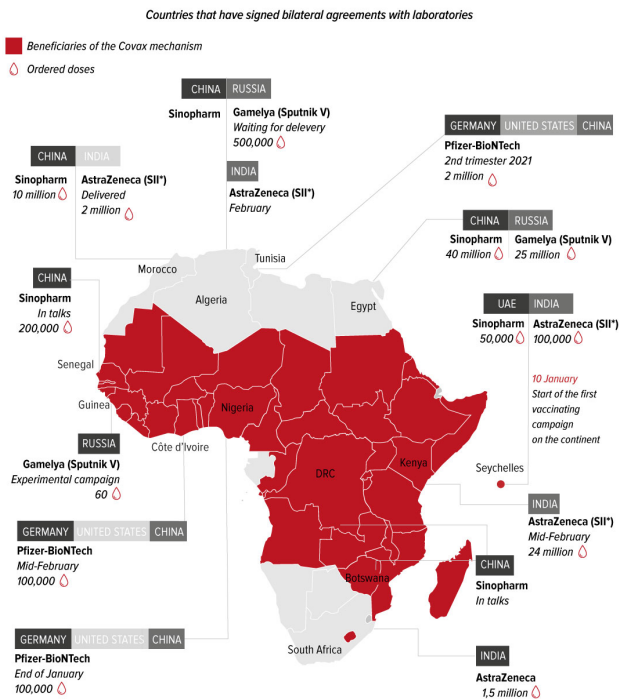 Countries that have signed bilateral agreements with laboratories
Beneficiaries of the Covax mechanism
Ordered doses
CHINA RUSSIA
Sinopharm Gamelya (Sputnik V)
Waiting for delevery
500,000
INDIA
AstraZeneca (SII*)
February
GERMANY UNITED STATES CHINA
Pfizer-BioNTech
2nd trimester 2021
2 million
CHINA INDIA
Sinopharm AstraZeneca (SII*)
10 million Delivered
2 million
CHINA RUSSIA
Sinopharm Gamelya (Sputnik V)
40 million 25 million
Tunisia
Morocco
Algeria
Egypt
CHINA
Sinopharm
In talks
200,000
UAE INDIA
Sinopharm AstraZeneca (SII*)
50,000 100,000
10 January
Start of the first
vaccinating
campaign
on the continent
Senegal
Guinea
Nigeria
Côte d'Ivoire
DRC
Kenya
Seychelles
RUSSIA
Gamelya (Sputnik V)
Experimental campaign
60
INDIA
AstraZeneca (SII*)
Mid-February
24 million
GERMANY UNITED STATES CHINA
Pfizer-BioNTech
Mid-February
100,000
CHINA
Sinopharm
In talks
Botswana
South Africa
GERMANY UNITED STATES CHINA
Pfizer-BioNTech
End of January
100,000
INDIA
AstraZeneca
1,5 million